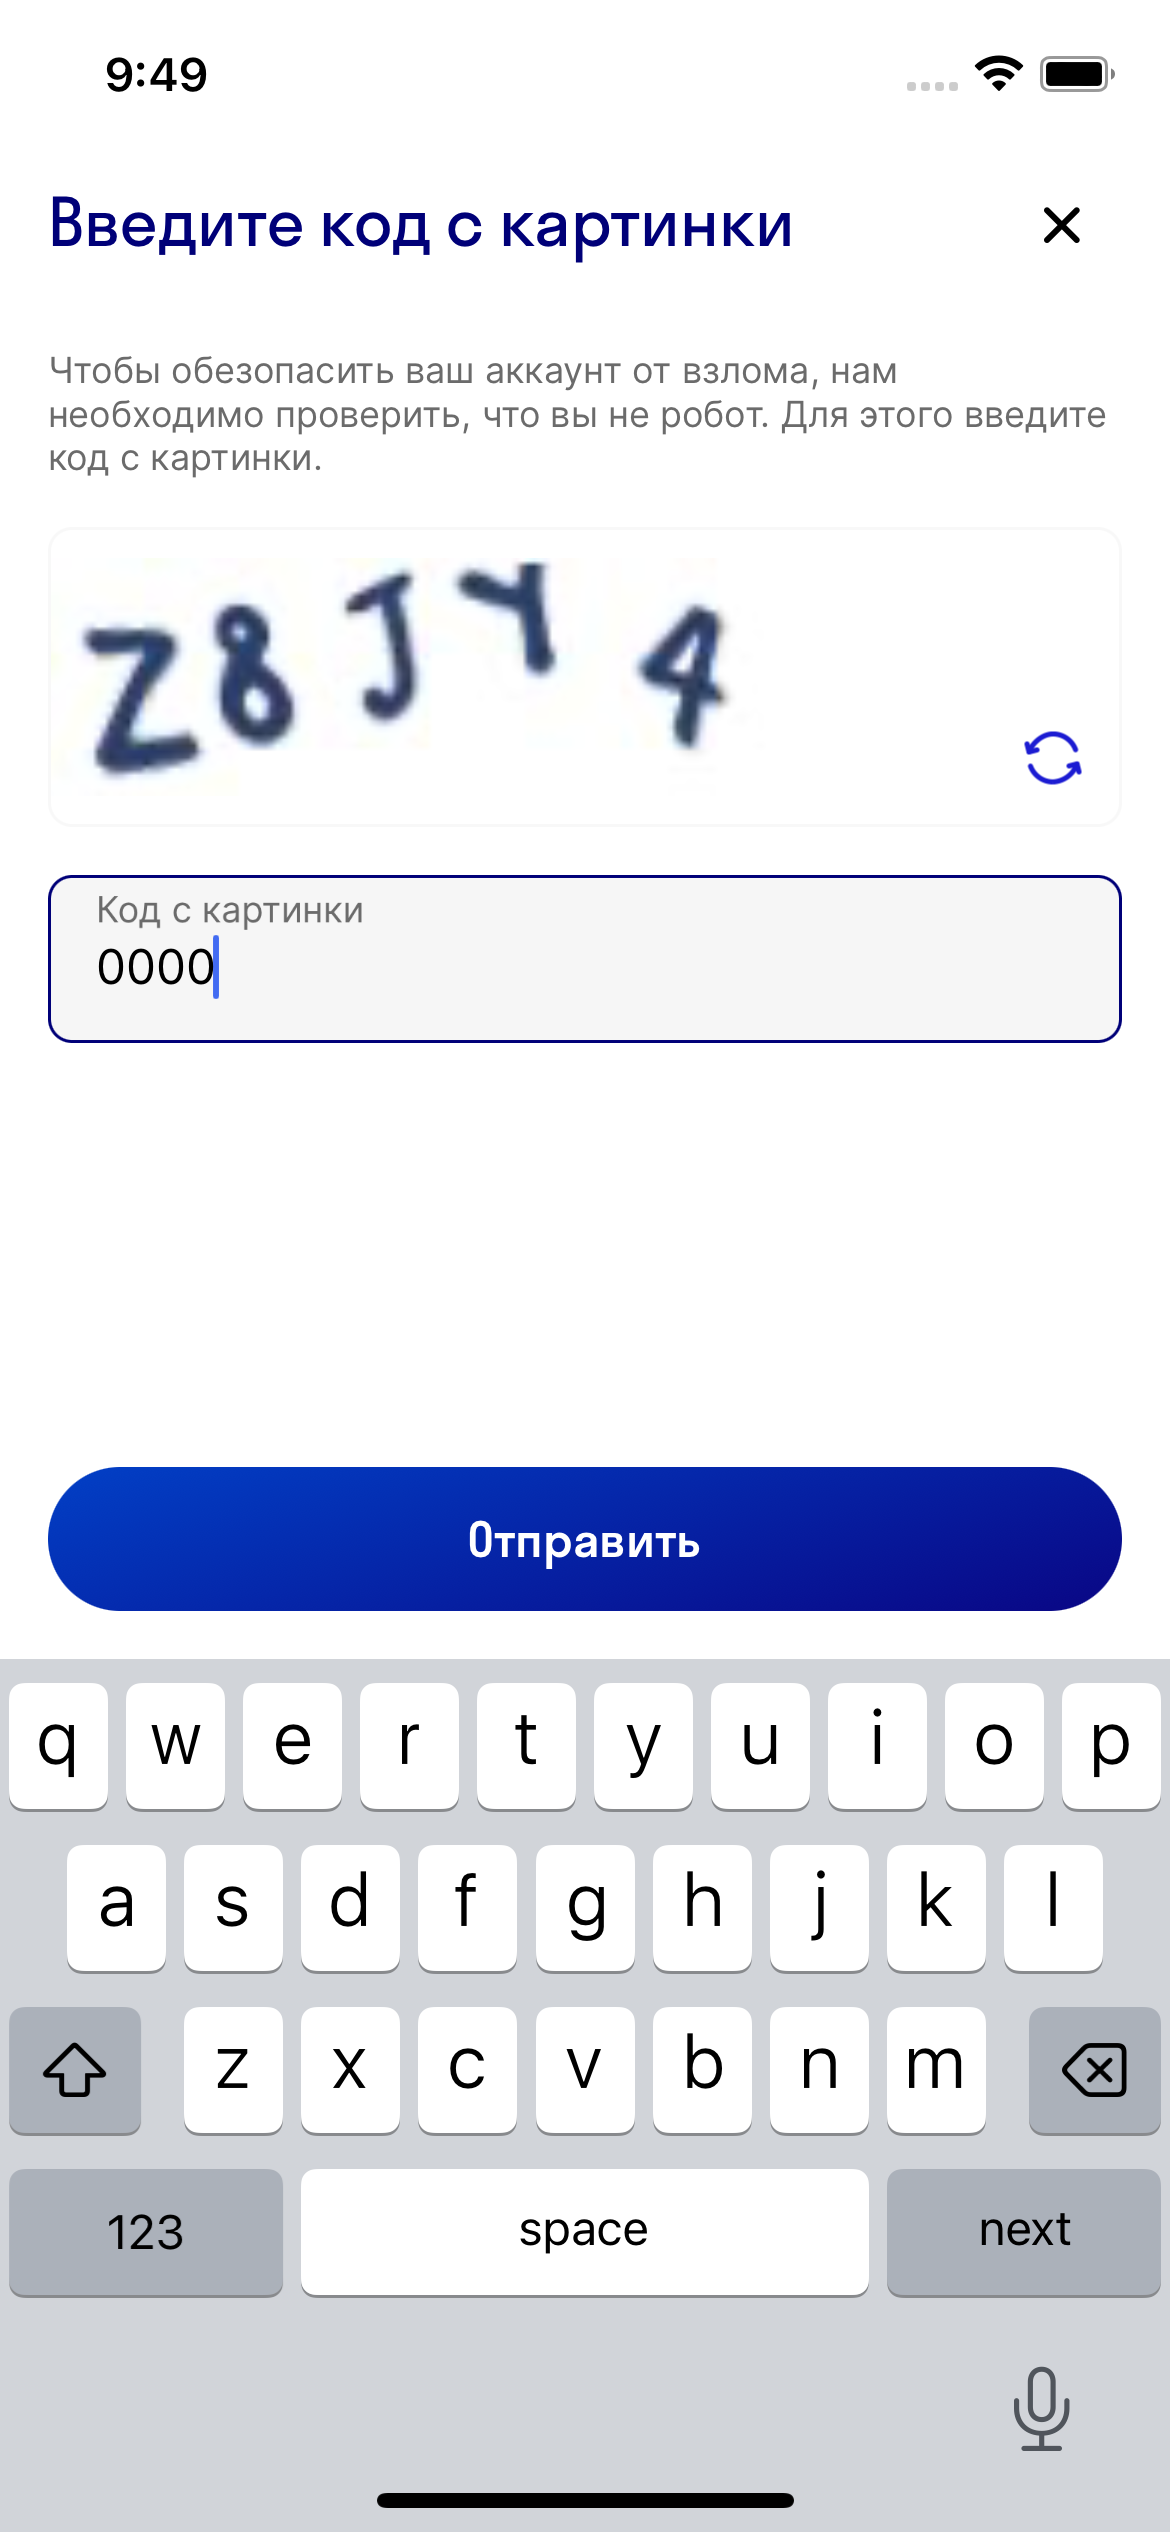 9:49
Введите код с картинки
Чтобы обезопасить ваш аккаунт от взлома, нам
необходимо проверить, что вы не робот. Для этого введите
код с картинки.
Z8JY4
Код с картинки
0000
Отправить
q w e r t y u i o p
a s d f g h j k l
z x c v b n m
123 space next